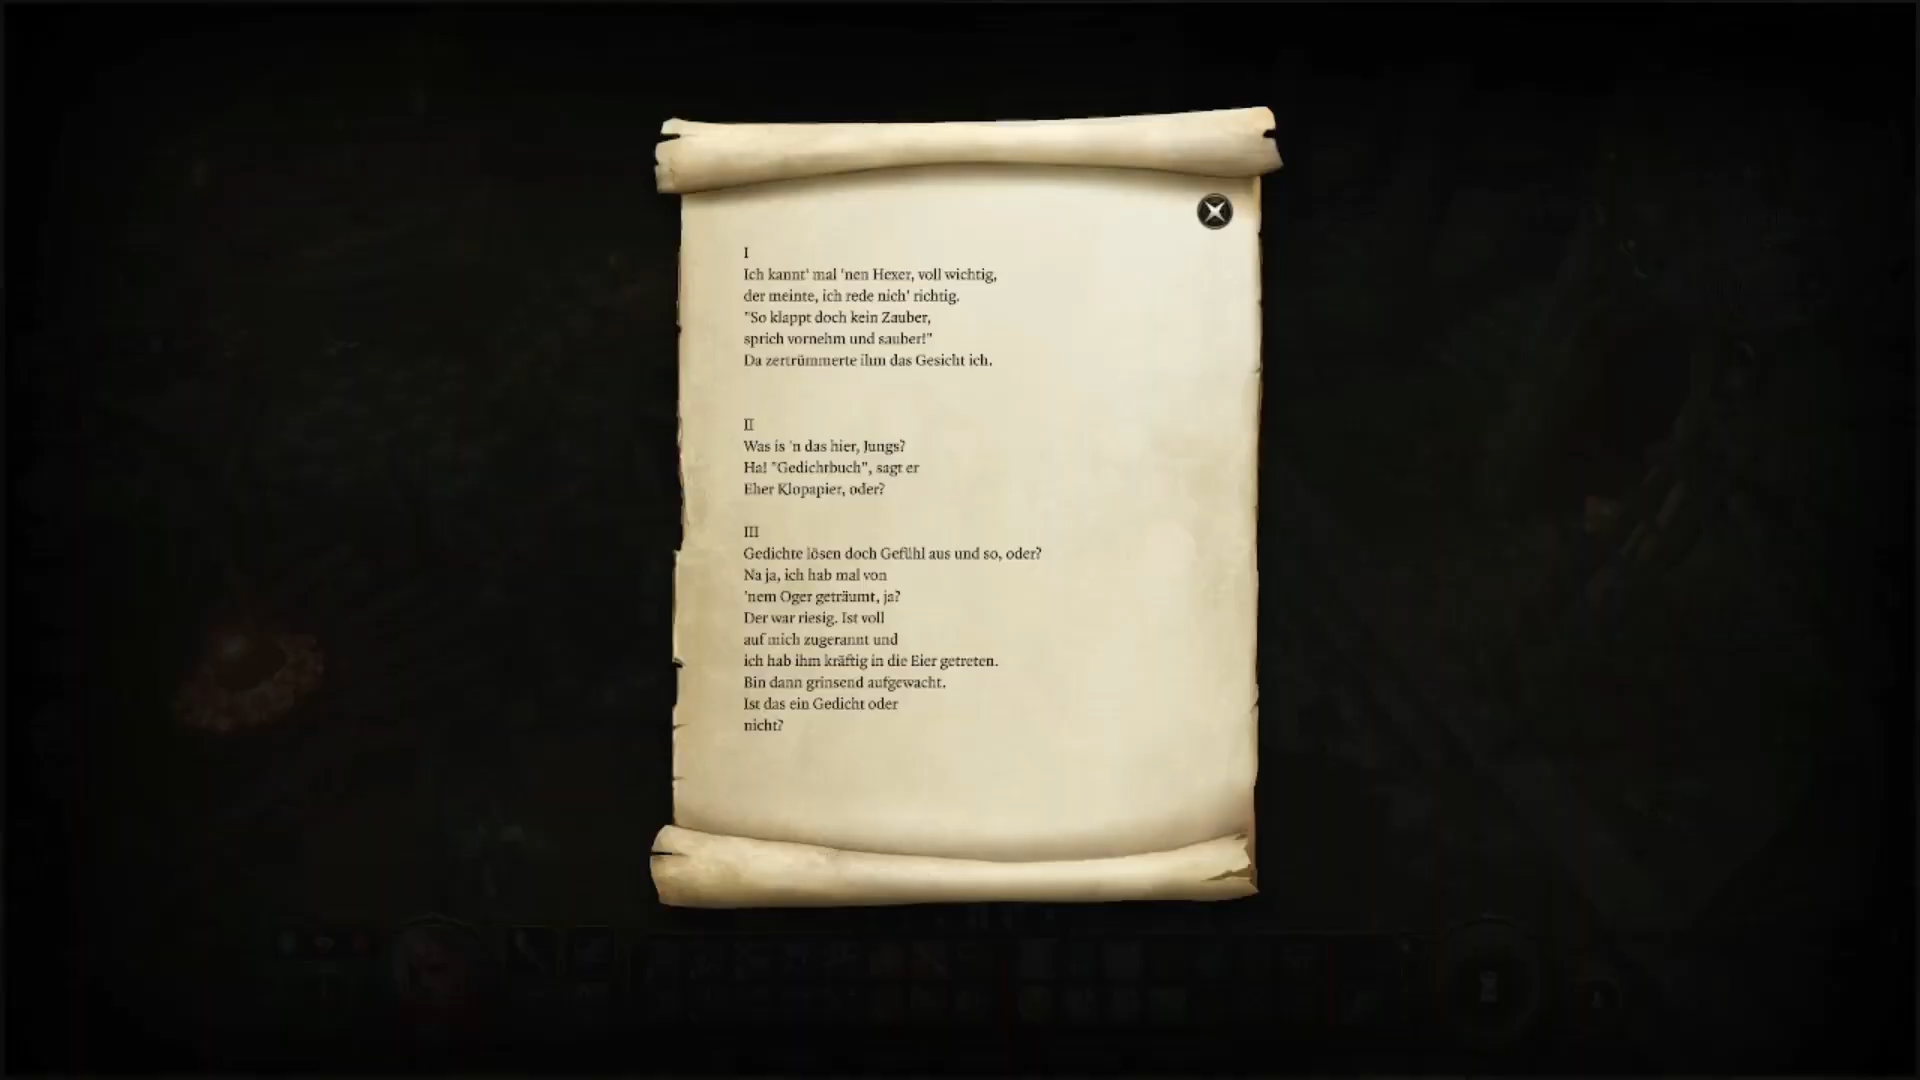 I
Ich kannt' mal 'nen Hexer, voll wichtig,
der meinte, ich rede nich' richtig.
"So klappt doch kein Zauber,
sprich vornehm und sauber!"
Da zertrümmerte ihm das Gesicht ich.
II
Was is 'n das hier, Jungs?
Ha! "Gedichtbuch", sagt er
Eher Klopapier, oder?
III
Gedichte lösen doch Gefühl aus und so, oder?
Na ja, ich hab mal von
'nem Oger geträumt, ja?
Der war riesig. Ist voll
auf mich zugerannt und
ich hab ihm kräftig in die Eier getreten.
Bin dann grinsend aufgewacht.
Ist das ein Gedicht oder
nicht?